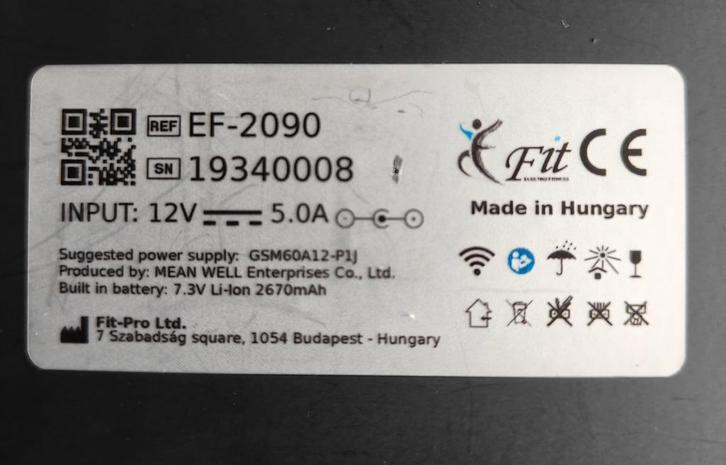 REF EF-2090
SN 19340008
INPUT: 12V 5.0A
Suggested power supply: GSM60A12-P1J
Produced by: MEAN WELL Enterprises Co., Ltd.
Built in battery: 7.3V Li-Ion 2670mAh
Fit-Pro Ltd.
7 Szabadság square, 1054 Budapest - Hungary
E Fit CE
ELECTRO FITNESS
Made in Hungary